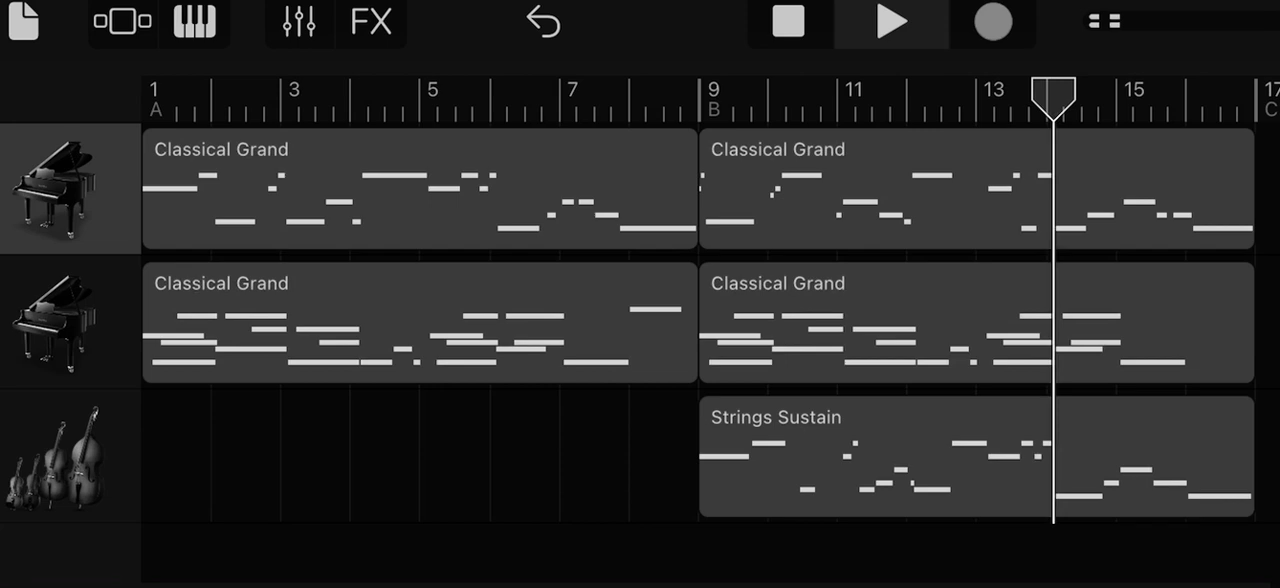 FX
1 3 5 7 9 11 13 15 17
A B C
Classical Grand Classical Grand
Classical Grand Classical Grand
Strings Sustain